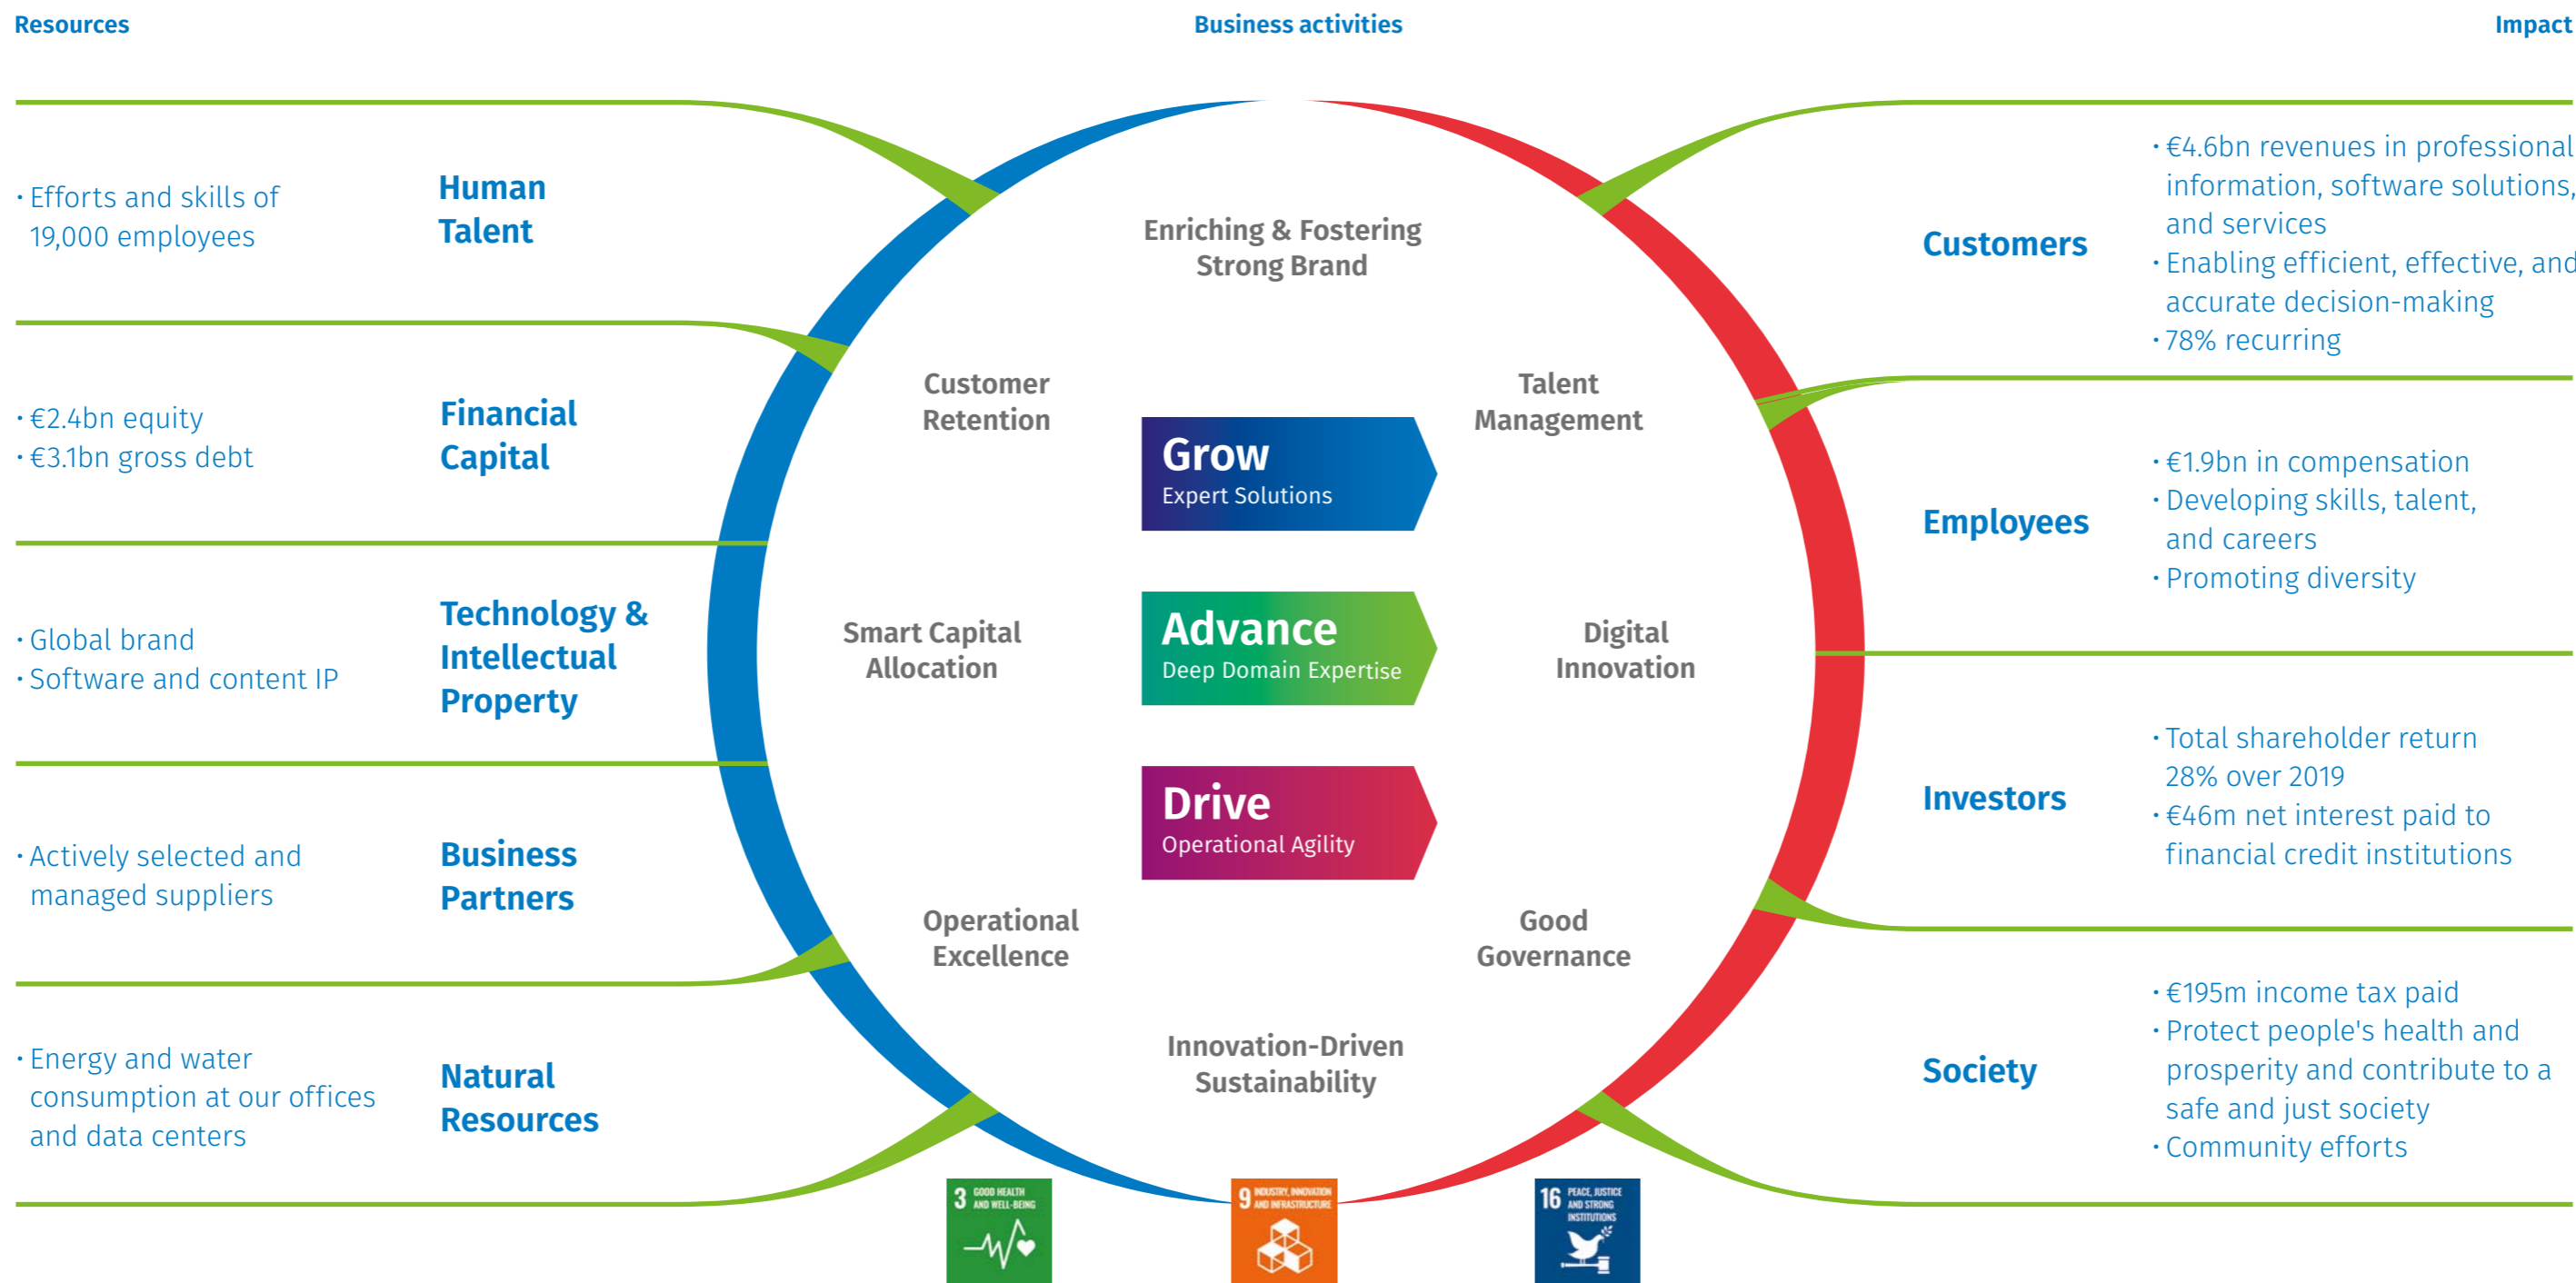 Resources
Business activities
Impact
· Efforts and skills of
19,000 employees
Human
Talent
· €2.4bn equity
· €3.1bn gross debt
Financial
Capital
· Global brand
· Software and content IP
Technology &
Intellectual
Property
· Actively selected and
managed suppliers
Business
Partners
· Energy and water
consumption at our offices
and data centers
Natural
Resources
Enriching & Fostering
Strong Brand
Customer
Retention
Talent
Management
Grow
Expert Solutions
Smart Capital
Allocation
Advance
Deep Domain Expertise
Digital
Innovation
Drive
Operational Agility
Operational
Excellence
Good
Governance
Innovation-Driven
Sustainability
3 GOOD HEALTH
AND WELL-BEING
9 INDUSTRY, INNOVATION
AND INFRASTRUCTURE
16 PEACE, JUSTICE
AND STRONG
INSTITUTIONS
Customers
· €4.6bn revenues in professional
information, software solutions,
and services
· Enabling efficient, effective, and
accurate decision-making
· 78% recurring
Employees
· €1.9bn in compensation
· Developing skills, talent,
and careers
· Promoting diversity
Investors
· Total shareholder return
28% over 2019
· €46m net interest paid to
financial credit institutions
Society
· €195m income tax paid
· Protect people's health and
prosperity and contribute to a
safe and just society
· Community efforts